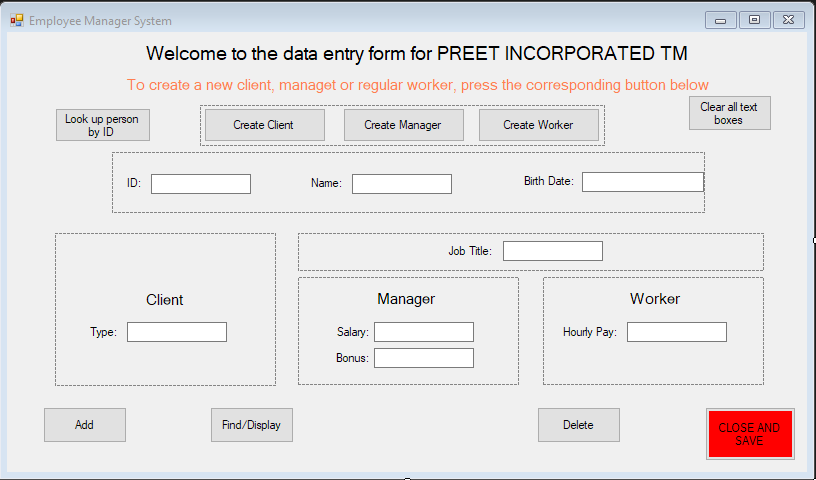 Employee Manager System
Welcome to the data entry form for PREET INCORPORATED TM
To create a new client, managet or regular worker, press the corresponding button below
Look up person
by ID
Create Client
Create Manager
Create Worker
Clear all text
boxes
ID:
Name:
Birth Date:
Job Title:
Client
Type:
Manager
Salary:
Bonus:
Worker
Hourly Pay:
Add
Find/Display
Delete
CLOSE AND
SAVE